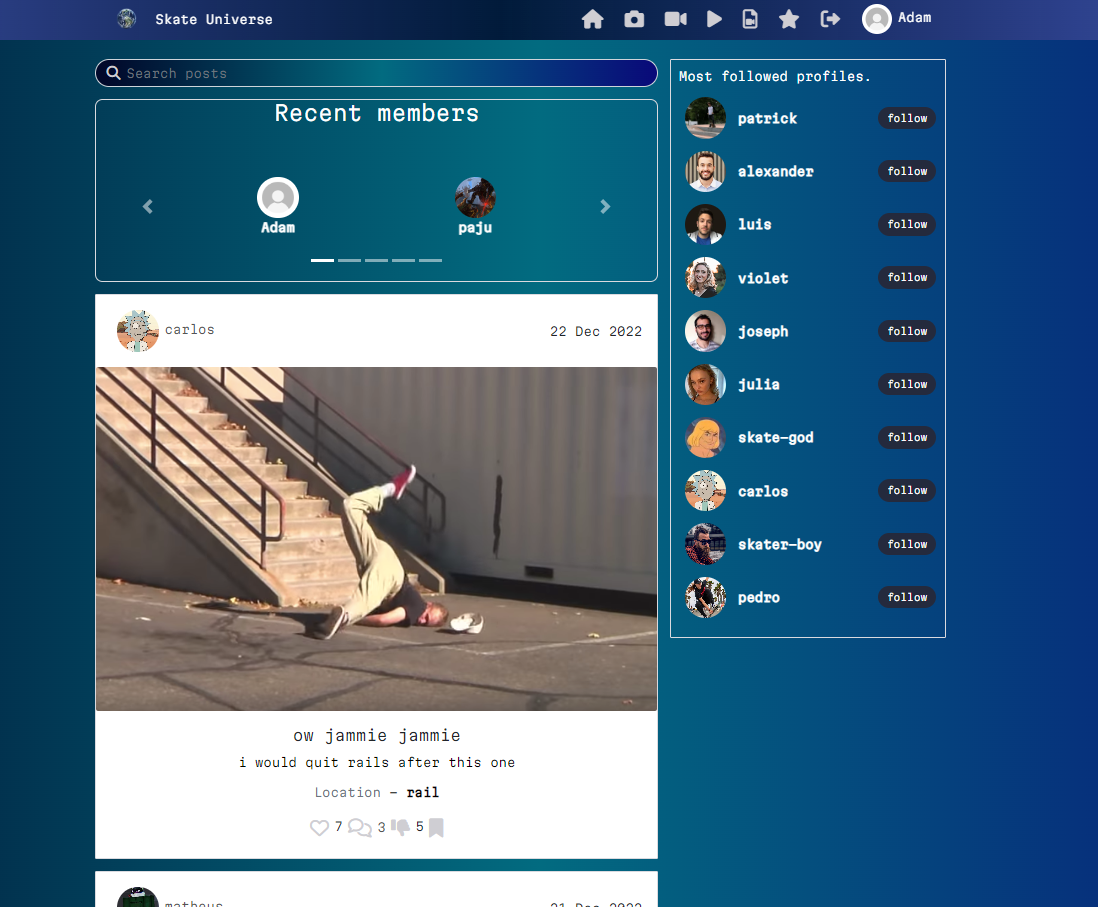 Skate Universe
Adam
Search posts
Recent members
Adam
paju
carlos
22 Dec 2022
ow jammie jammie
i would quit rails after this one
Location - rail
7 3 5
matheus
21 Dec 2022
Most followed profiles.
patrick follow
alexander follow
luis follow
violet follow
joseph follow
julia follow
skate-god follow
carlos follow
skater-boy follow
pedro follow